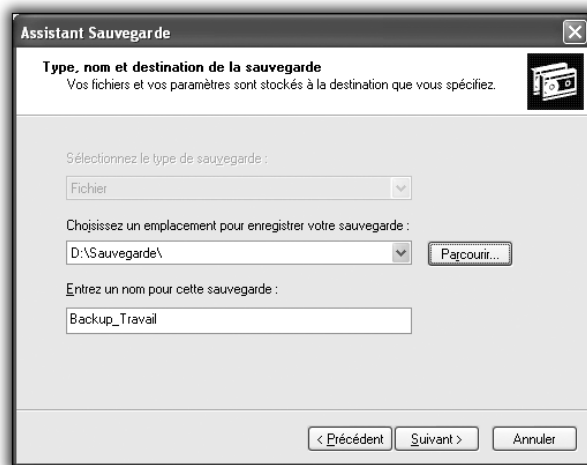 Assistant Sauvegarde
Type, nom et destination de la sauvegarde
Vos fichiers et vos paramètres sont stockés à la destination que vous spécifiez.
Sélectionnez le type de sauvegarde :
Fichier
Choisissez un emplacement pour enregistrer votre sauvegarde :
D:\Sauvegarde\
Parcourir...
Entrez un nom pour cette sauvegarde :
Backup_Travail
< Précédent Suivant > Annuler